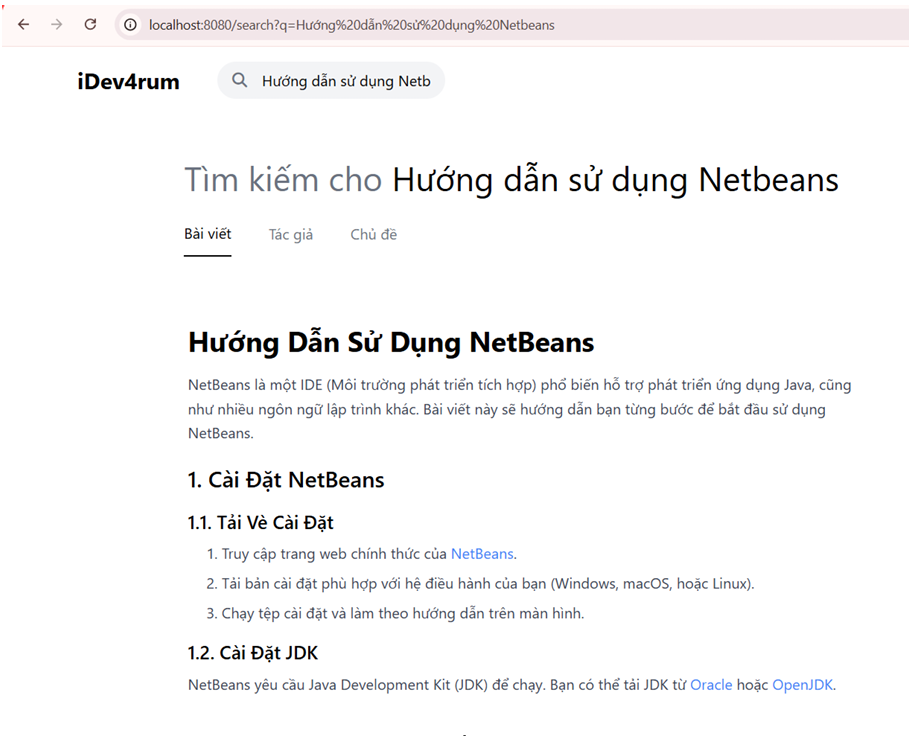 localhost:8080/search?q=Hướng%20dẫn%20sử%20dụng%20Netbeans
iDev4rum
Hướng dẫn sử dụng Netb
Tìm kiếm cho Hướng dẫn sử dụng Netbeans
Bài viết Tác giả Chủ đề
Hướng Dẫn Sử Dụng NetBeans
NetBeans là một IDE (Môi trường phát triển tích hợp) phổ biến hỗ trợ phát triển ứng dụng Java, cũng
như nhiều ngôn ngữ lập trình khác. Bài viết này sẽ hướng dẫn bạn từng bước để bắt đầu sử dụng
NetBeans.
1. Cài Đặt NetBeans
1.1. Tải Về Cài Đặt
1. Truy cập trang web chính thức của NetBeans.
2. Tải bản cài đặt phù hợp với hệ điều hành của bạn (Windows, macOS, hoặc Linux).
3. Chạy tệp cài đặt và làm theo hướng dẫn trên màn hình.
1.2. Cài Đặt JDK
NetBeans yêu cầu Java Development Kit (JDK) để chạy. Bạn có thể tải JDK từ Oracle hoặc OpenJDK.